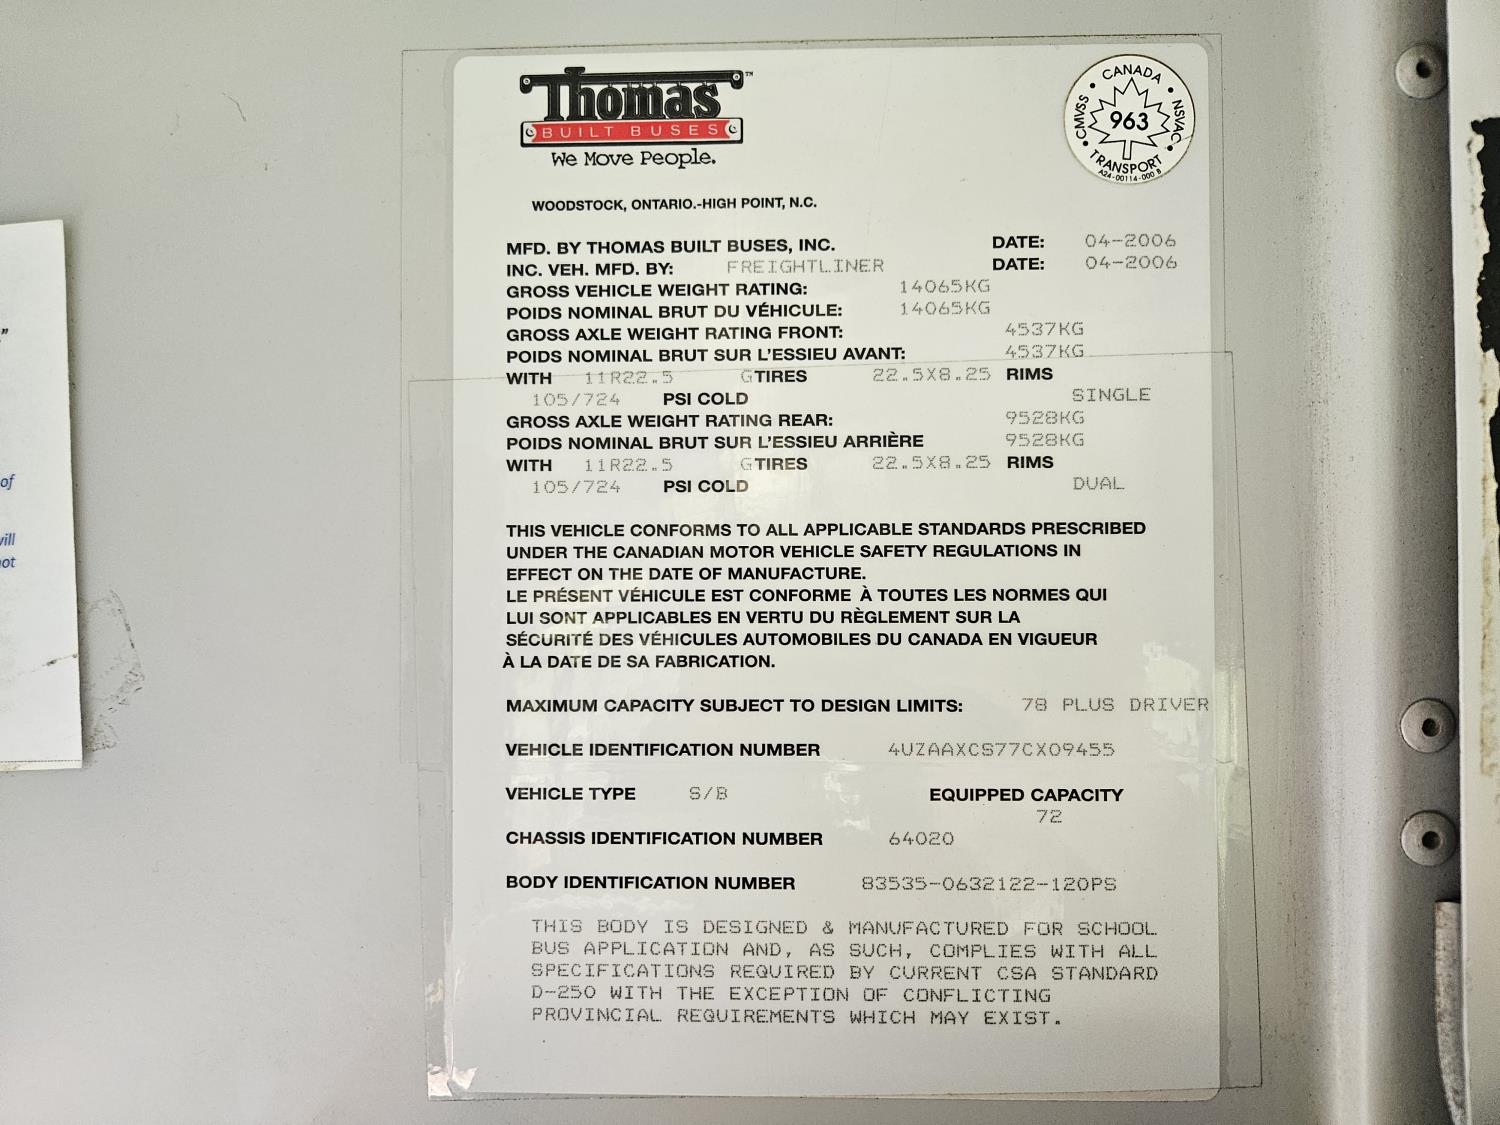 Thomas™
BUILT BUSES
We Move People.
CANADA
CMVSS
963
NSVAC
TRANSPORT
A24-00114-000 B
WOODSTOCK, ONTARIO.-HIGH POINT, N.C.
MFD. BY THOMAS BUILT BUSES, INC. DATE: 04-2006
INC. VEH. MFD. BY: FREIGHTLINER DATE: 04-2006
GROSS VEHICLE WEIGHT RATING: 14065KG
POIDS NOMINAL BRUT DU VÉHICULE: 14065KG
GROSS AXLE WEIGHT RATING FRONT: 4537KG
POIDS NOMINAL BRUT SUR L'ESSIEU AVANT: 4537KG
WITH 11R22.5 G TIRES 22.5X8.25 RIMS
105/724 PSI COLD SINGLE
GROSS AXLE WEIGHT RATING REAR: 9528KG
POIDS NOMINAL BRUT SUR L'ESSIEU ARRIÈRE 9528KG
WITH 11R22.5 G TIRES 22.5X8.25 RIMS
105/724 PSI COLD DUAL
THIS VEHICLE CONFORMS TO ALL APPLICABLE STANDARDS PRESCRIBED
UNDER THE CANADIAN MOTOR VEHICLE SAFETY REGULATIONS IN
EFFECT ON THE DATE OF MANUFACTURE.
LE PRÉSENT VÉHICULE EST CONFORME À TOUTES LES NORMES QUI
LUI SONT APPLICABLES EN VERTU DU RÈGLEMENT SUR LA
SÉCURITÉ DES VÉHICULES AUTOMOBILES DU CANADA EN VIGUEUR
À LA DATE DE SA FABRICATION.
MAXIMUM CAPACITY SUBJECT TO DESIGN LIMITS: 78 PLUS DRIVER
VEHICLE IDENTIFICATION NUMBER 4UZAAXCS77CX09455
VEHICLE TYPE S/B EQUIPPED CAPACITY
72
CHASSIS IDENTIFICATION NUMBER 64020
BODY IDENTIFICATION NUMBER 83535-0632122-120PS
THIS BODY IS DESIGNED & MANUFACTURED FOR SCHOOL
BUS APPLICATION AND, AS SUCH, COMPLIES WITH ALL
SPECIFICATIONS REQUIRED BY CURRENT CSA STANDARD
D-250 WITH THE EXCEPTION OF CONFLICTING
PROVINCIAL REQUIREMENTS WHICH MAY EXIST.
of